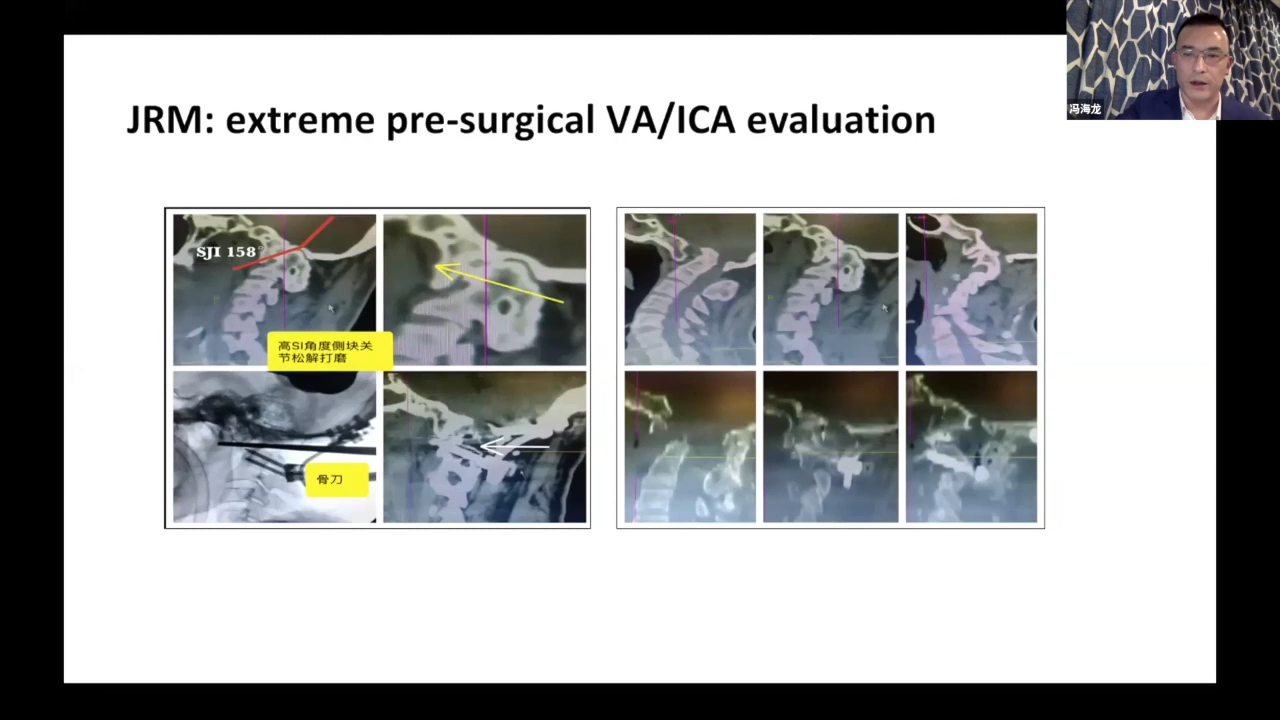 冯海龙
JRM: extreme pre-surgical VA/ICA evaluation
SJI 158
高SI角度侧块关
节松解打磨
骨刀